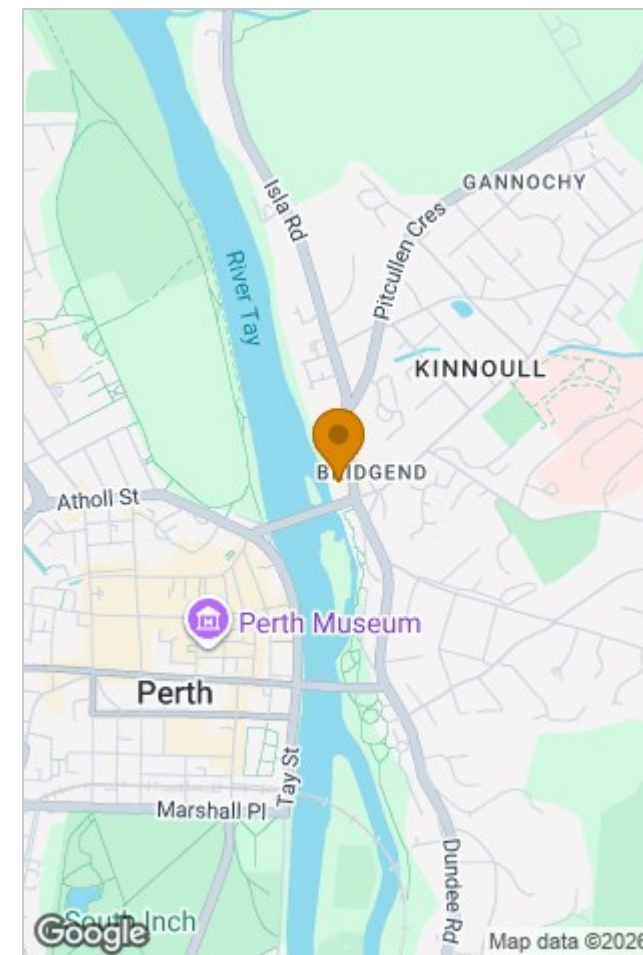 GANNOCHY
Isla Rd
Pitcullen Cres
River Tay
KINNOULL
BRIDGEND
Atholl St
Perth Museum
Perth
Tay St
Marshall Pl
Dundee Rd
South Inch
Google
Map data ©2026